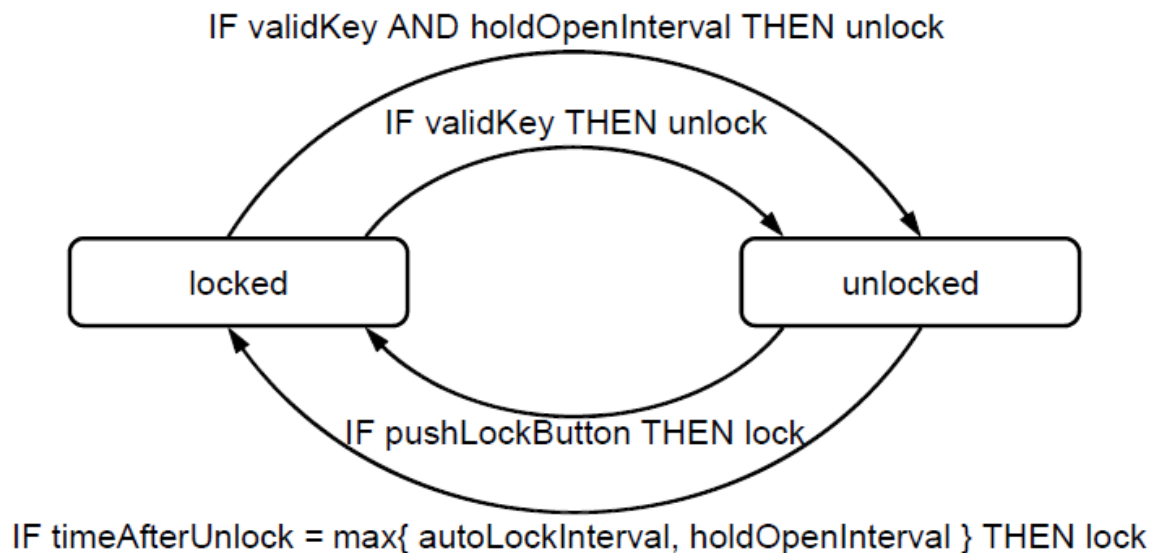 IF validKey AND holdOpenInterval THEN unlock
IF validKey THEN unlock
locked
unlocked
IF pushLockButton THEN lock
IF timeAfterUnlock = max{ autoLockInterval, holdOpenInterval } THEN lock